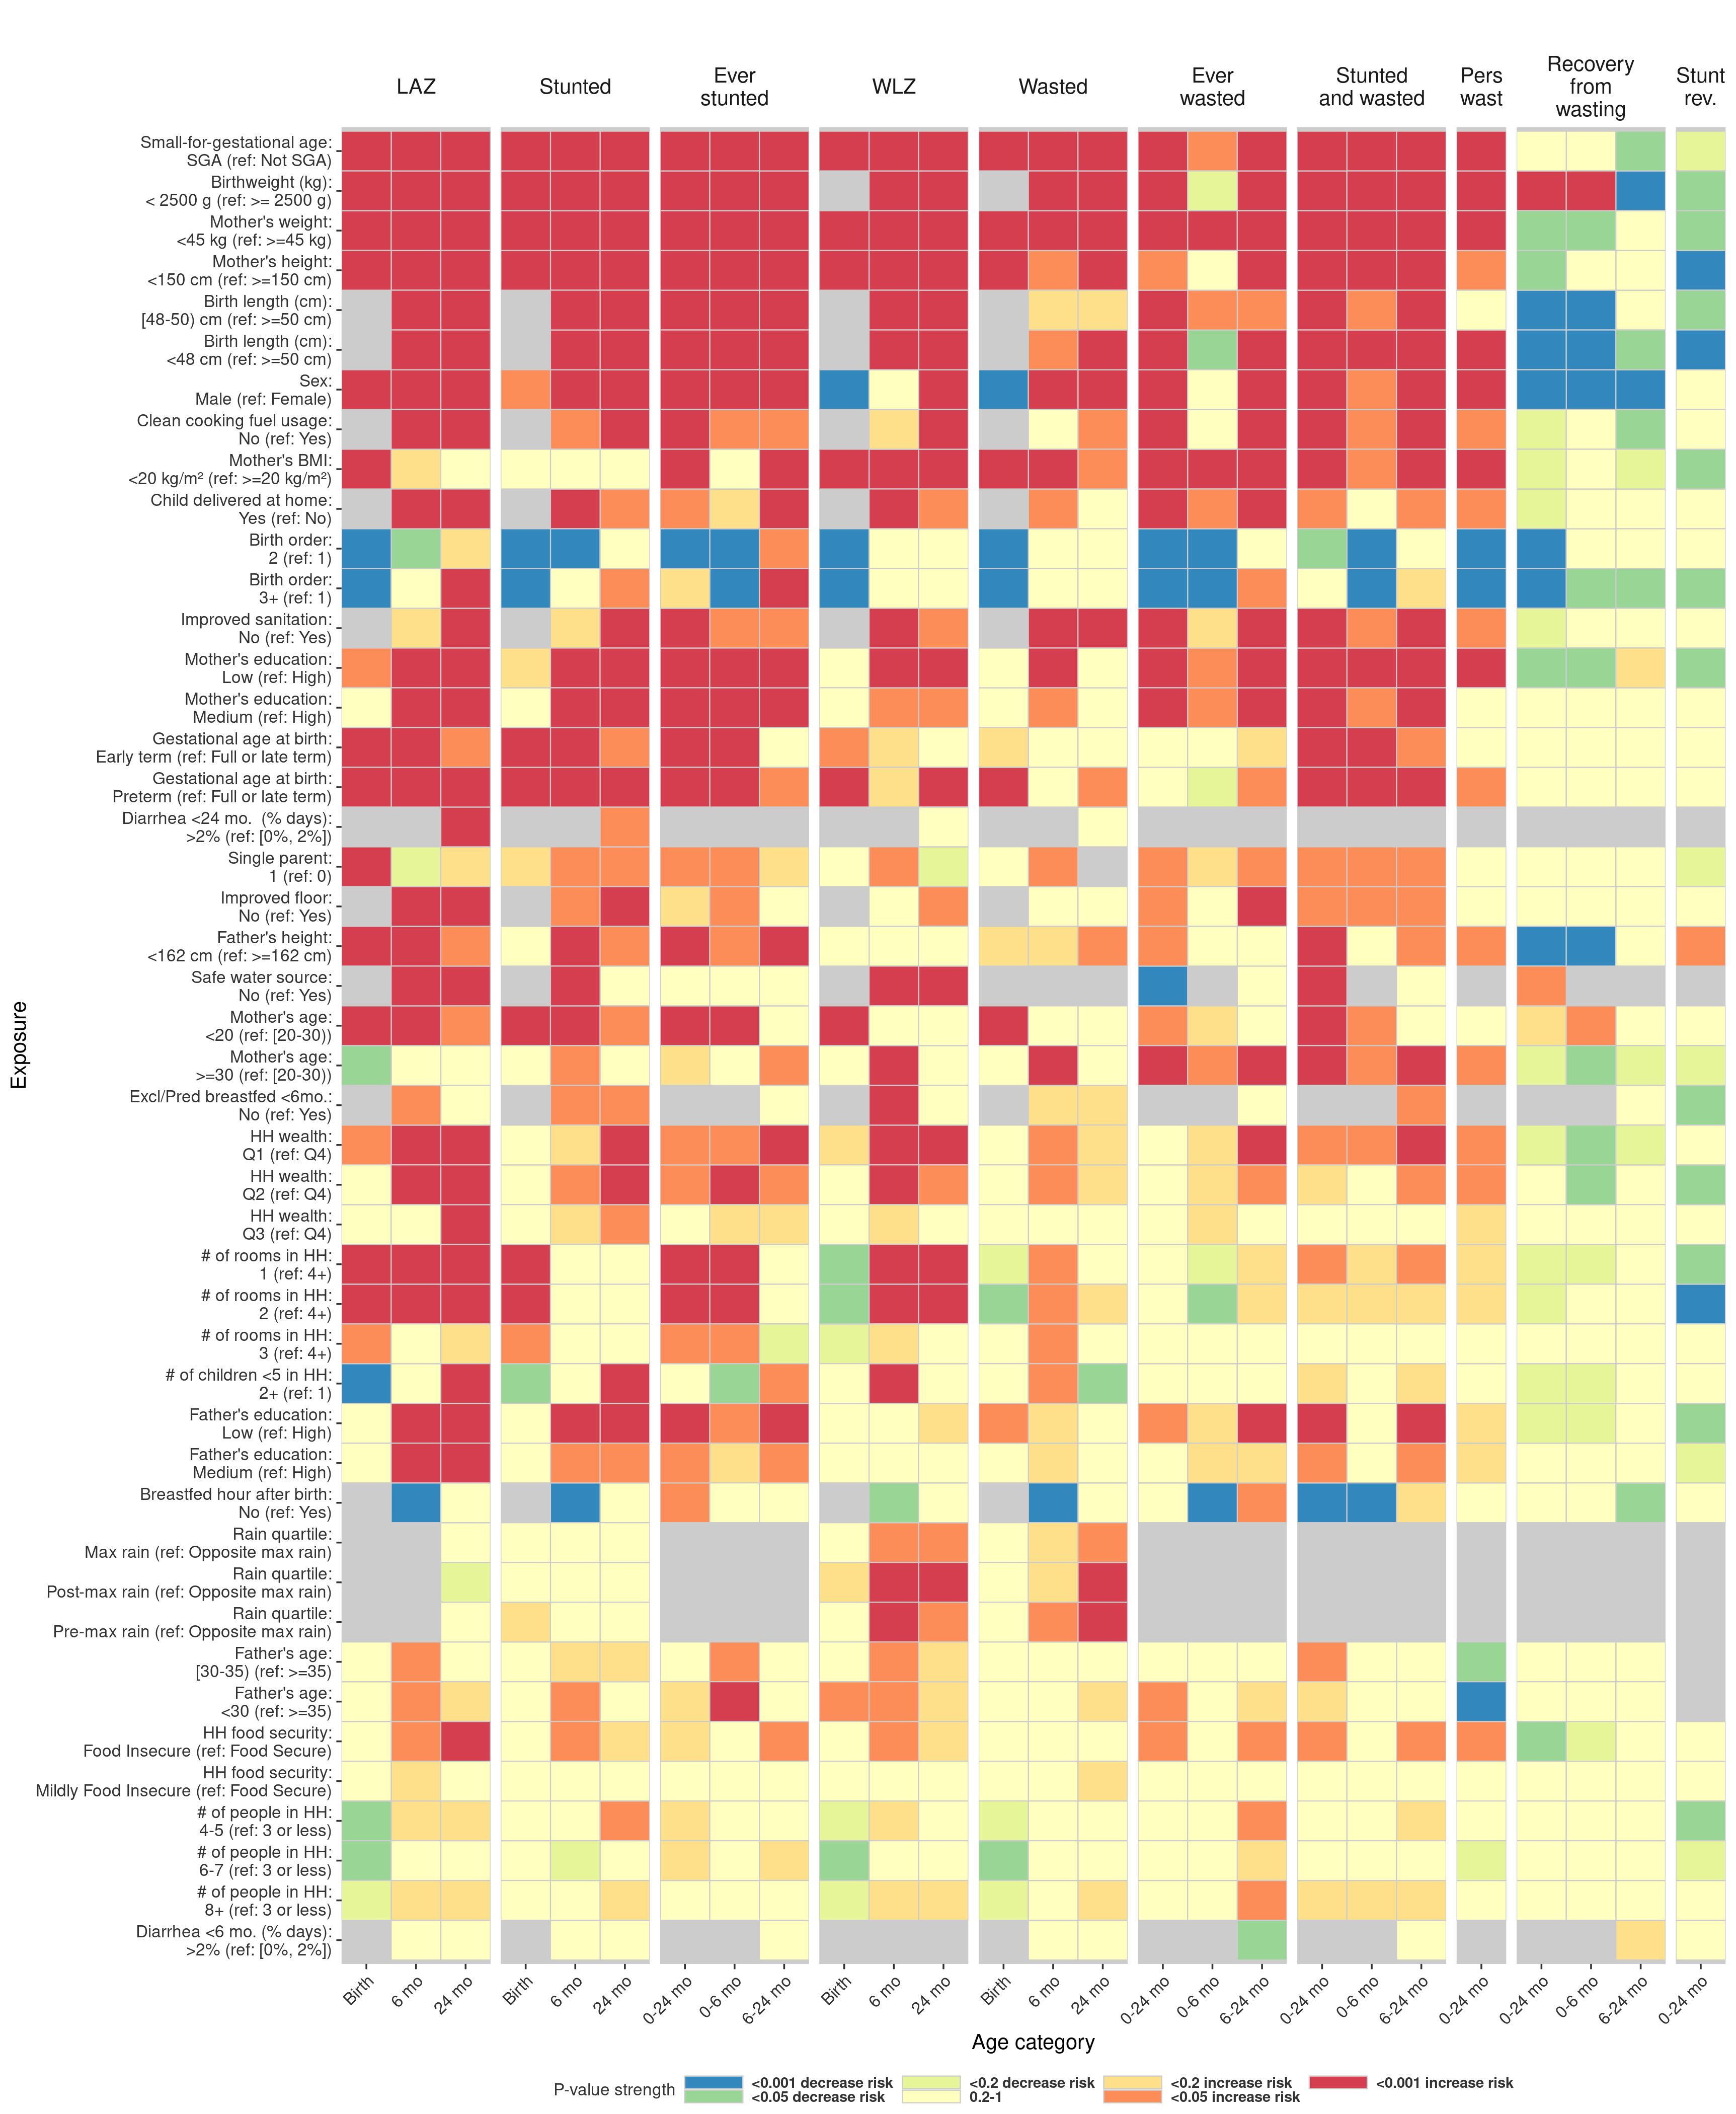 LAZ
Stunted
Ever
stunted
WLZ
Wasted
Ever
wasted
Stunted
and wasted
Pers
wast
Recovery
from
wasting
Stunt
rev.
Exposure
Small-for-gestational age:
SGA (ref: Not SGA)
Birthweight (kg):
< 2500 g (ref: >= 2500 g)
Mother's weight:
<45 kg (ref: >=45 kg)
Mother's height:
<150 cm (ref: >=150 cm)
Birth length (cm):
[48-50) cm (ref: >=50 cm)
Birth length (cm):
<48 cm (ref: >=50 cm)
Sex:
Male (ref: Female)
Clean cooking fuel usage:
No (ref: Yes)
Mother's BMI:
<20 kg/m² (ref: >=20 kg/m²)
Child delivered at home:
Yes (ref: No)
Birth order:
2 (ref: 1)
Birth order:
3+ (ref: 1)
Improved sanitation:
No (ref: Yes)
Mother's education:
Low (ref: High)
Mother's education:
Medium (ref: High)
Gestational age at birth:
Early term (ref: Full or late term)
Gestational age at birth:
Preterm (ref: Full or late term)
Diarrhea <24 mo. (% days):
>2% (ref: [0%, 2%])
Single parent:
1 (ref: 0)
Improved floor:
No (ref: Yes)
Father's height:
<162 cm (ref: >=162 cm)
Safe water source:
No (ref: Yes)
Mother's age:
<20 (ref: [20-30))
Mother's age:
>=30 (ref: [20-30))
Excl/Pred breastfed <6mo.:
No (ref: Yes)
HH wealth:
Q1 (ref: Q4)
HH wealth:
Q2 (ref: Q4)
HH wealth:
Q3 (ref: Q4)
# of rooms in HH:
1 (ref: 4+)
# of rooms in HH:
2 (ref: 4+)
# of rooms in HH:
3 (ref: 4+)
# of children <5 in HH:
2+ (ref: 1)
Father's education:
Low (ref: High)
Father's education:
Medium (ref: High)
Breastfed hour after birth:
No (ref: Yes)
Rain quartile:
Max rain (ref: Opposite max rain)
Rain quartile:
Post-max rain (ref: Opposite max rain)
Rain quartile:
Pre-max rain (ref: Opposite max rain)
Father's age:
[30-35) (ref: >=35)
Father's age:
<30 (ref: >=35)
HH food security:
Food Insecure (ref: Food Secure)
HH food security:
Mildly Food Insecure (ref: Food Secure)
# of people in HH:
4-5 (ref: 3 or less)
# of people in HH:
6-7 (ref: 3 or less)
# of people in HH:
8+ (ref: 3 or less)
Diarrhea <6 mo. (% days):
>2% (ref: [0%, 2%])
Birth 6 mo 24 mo Birth 6 mo 24 mo 0-24 mo 0-6 mo 6-24 mo Birth 6 mo 24 mo Birth 6 mo 24 mo 0-24 mo 0-6 mo 6-24 mo 0-24 mo 0-6 mo 6-24 mo 0-24 mo 0-24 mo 0-6 mo 6-24 mo 0-24 mo
Age category
P-value strength
<0.001 decrease risk <0.2 decrease risk <0.2 increase risk <0.001 increase risk
<0.05 decrease risk 0.2-1 <0.05 increase risk